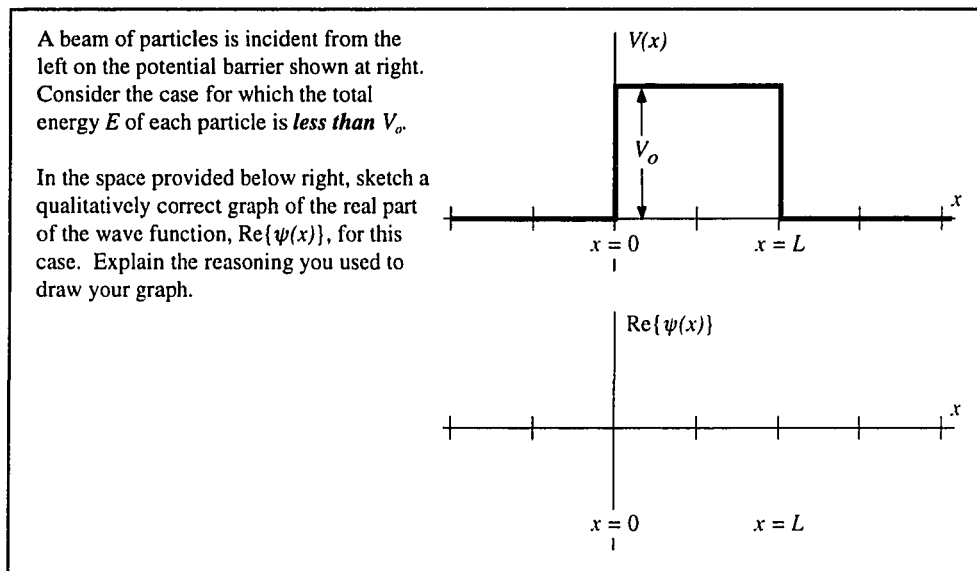 A beam of particles is incident from the
left on the potential barrier shown at right.
Consider the case for which the total
energy E of each particle is less than Vo.
In the space provided below right, sketch a
qualitatively correct graph of the real part
of the wave function, Re{ψ(x)}, for this
case. Explain the reasoning you used to
draw your graph.
V(x)
Vo
x
x = 0
x = L
Re{ψ(x)}
x
x = 0
x = L